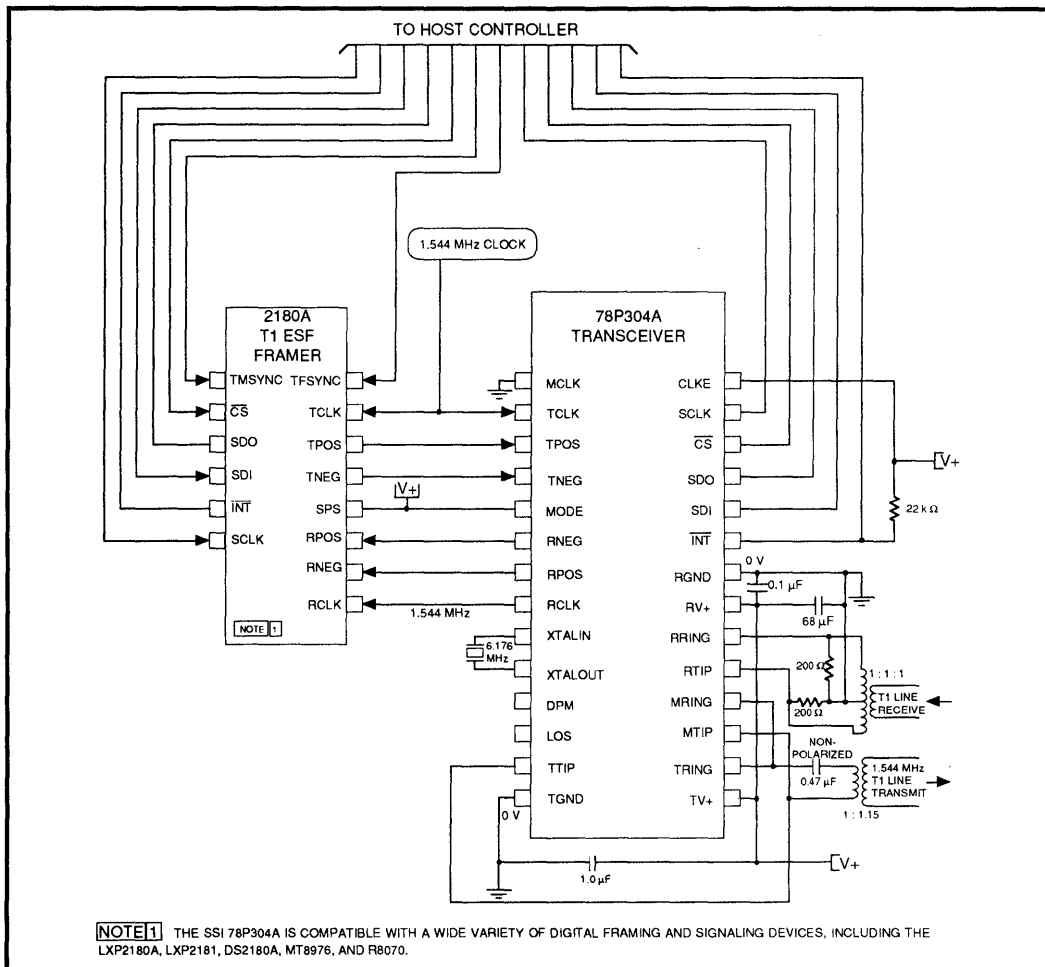 TO HOST CONTROLLER
1.544 MHz CLOCK
2180A
T1 ESF
FRAMER
TMSYNC
TFSYNC
CS
TCLK
SDO
TPOS
SDI
TNEG
INT
SPS
SCLK
RPOS
RNEG
RCLK
NOTE 1
V+
1.544 MHz
6.176
MHz
78P304A
TRANSCEIVER
MCLK
CLKE
TCLK
SCLK
TPOS
CS
TNEG
SDO
MODE
SDI
RNEG
INT
RPOS
RGND
RCLK
RV+
XTALIN
RRING
XTALOUT
RTIP
DPM
MRING
LOS
MTIP
TTIP
TRING
TGND
TV+
V+
22 k Ω
0 V
0.1 µF
68 µF
200 Ω
200 Ω
1 : 1 : 1
T1 LINE
RECEIVE
NON-
POLARIZED
0.47 µF
1.544 MHz
T1 LINE
TRANSMIT
1 : 1.15
0 V
1.0 µF
V+
NOTE 1 THE SSI 78P304A IS COMPATIBLE WITH A WIDE VARIETY OF DIGITAL FRAMING AND SIGNALING DEVICES, INCLUDING THE
LXP2180A, LXP2181, DS2180A, MT8976, AND R8070.